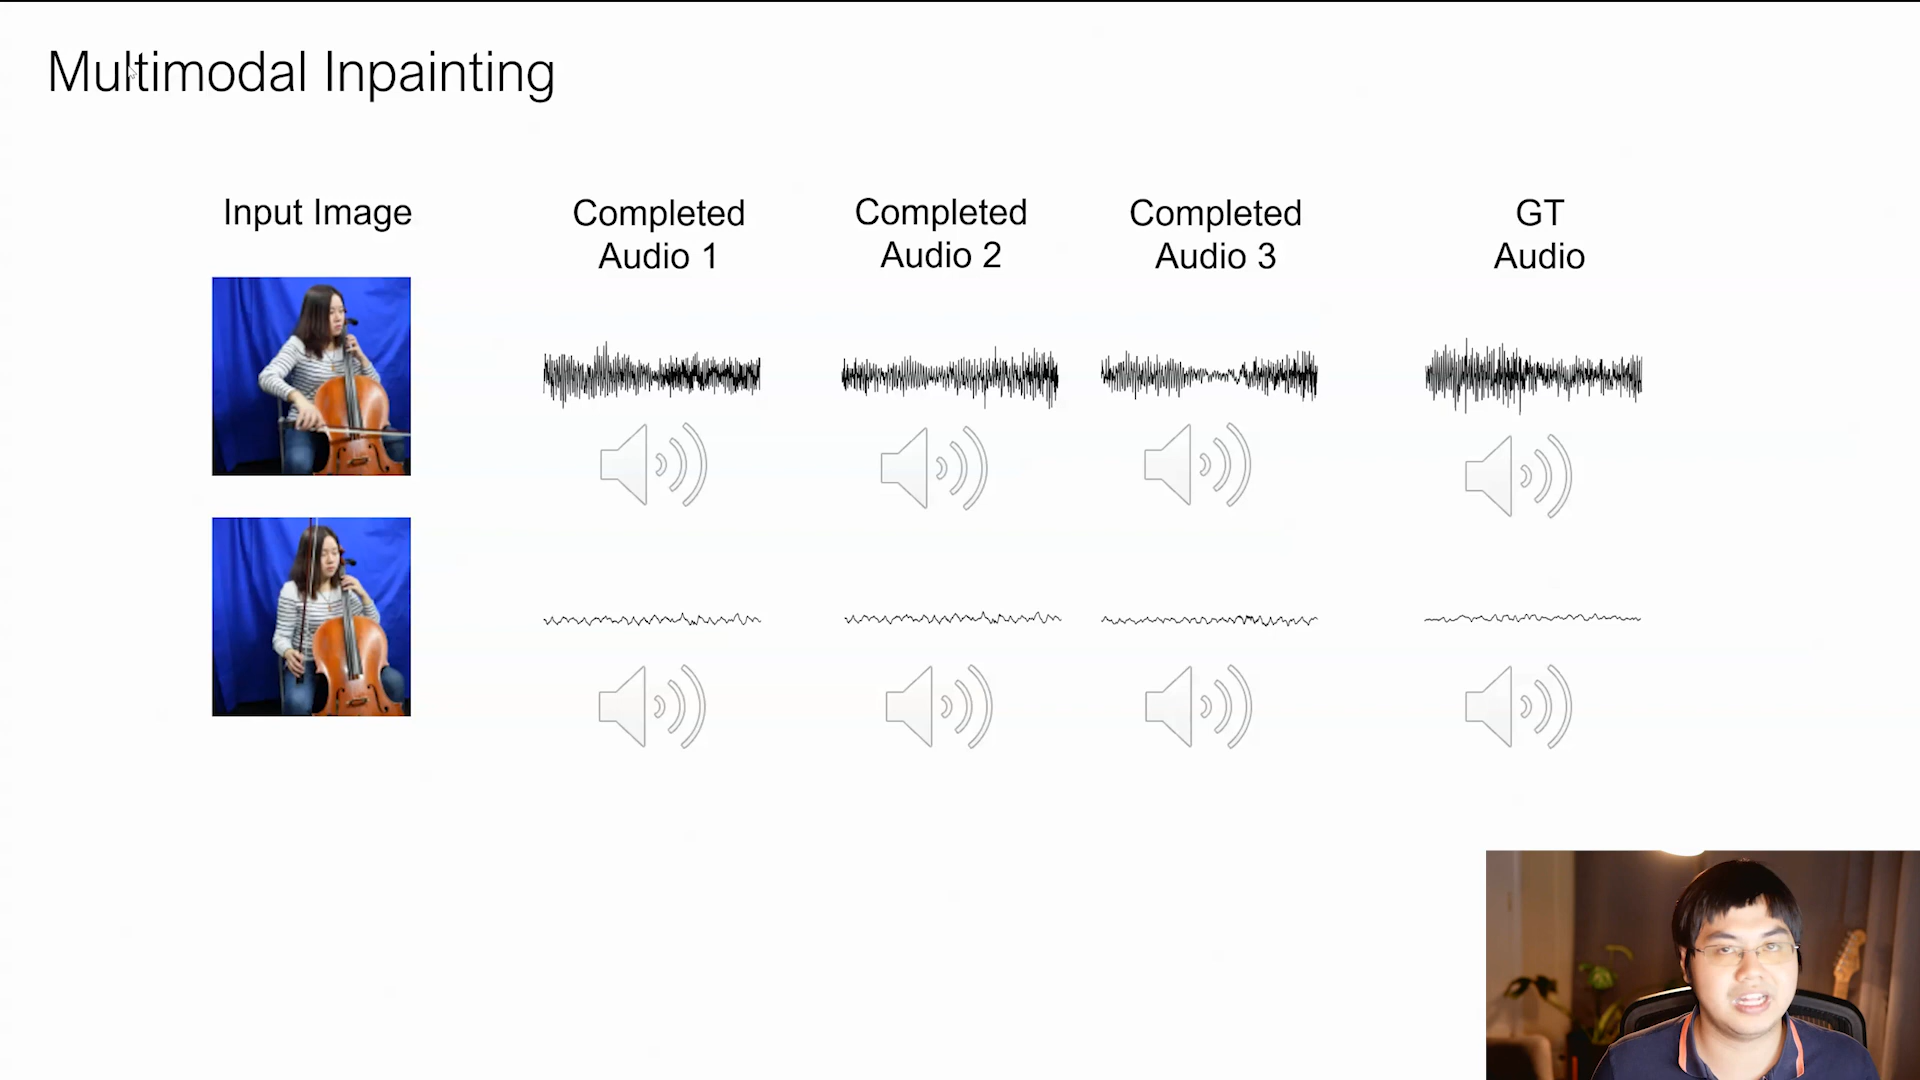 Multimodal Inpainting
Input Image
Completed
Audio 1
Completed
Audio 2
Completed
Audio 3
GT
Audio